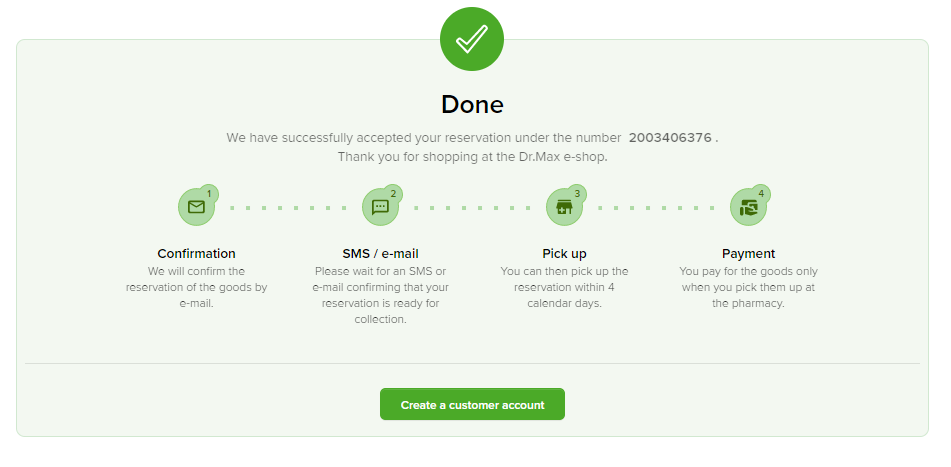 Done
We have successfully accepted your reservation under the number 2003406376 .
Thank you for shopping at the Dr.Max e-shop.
1
2
3
4
Confirmation
We will confirm the
reservation of the goods by
e-mail.
SMS / e-mail
Please wait for an SMS or
e-mail confirming that your
reservation is ready for
collection.
Pick up
You can then pick up the
reservation within 4
calendar days.
Payment
You pay for the goods only
when you pick them up at
the pharmacy.
Create a customer account